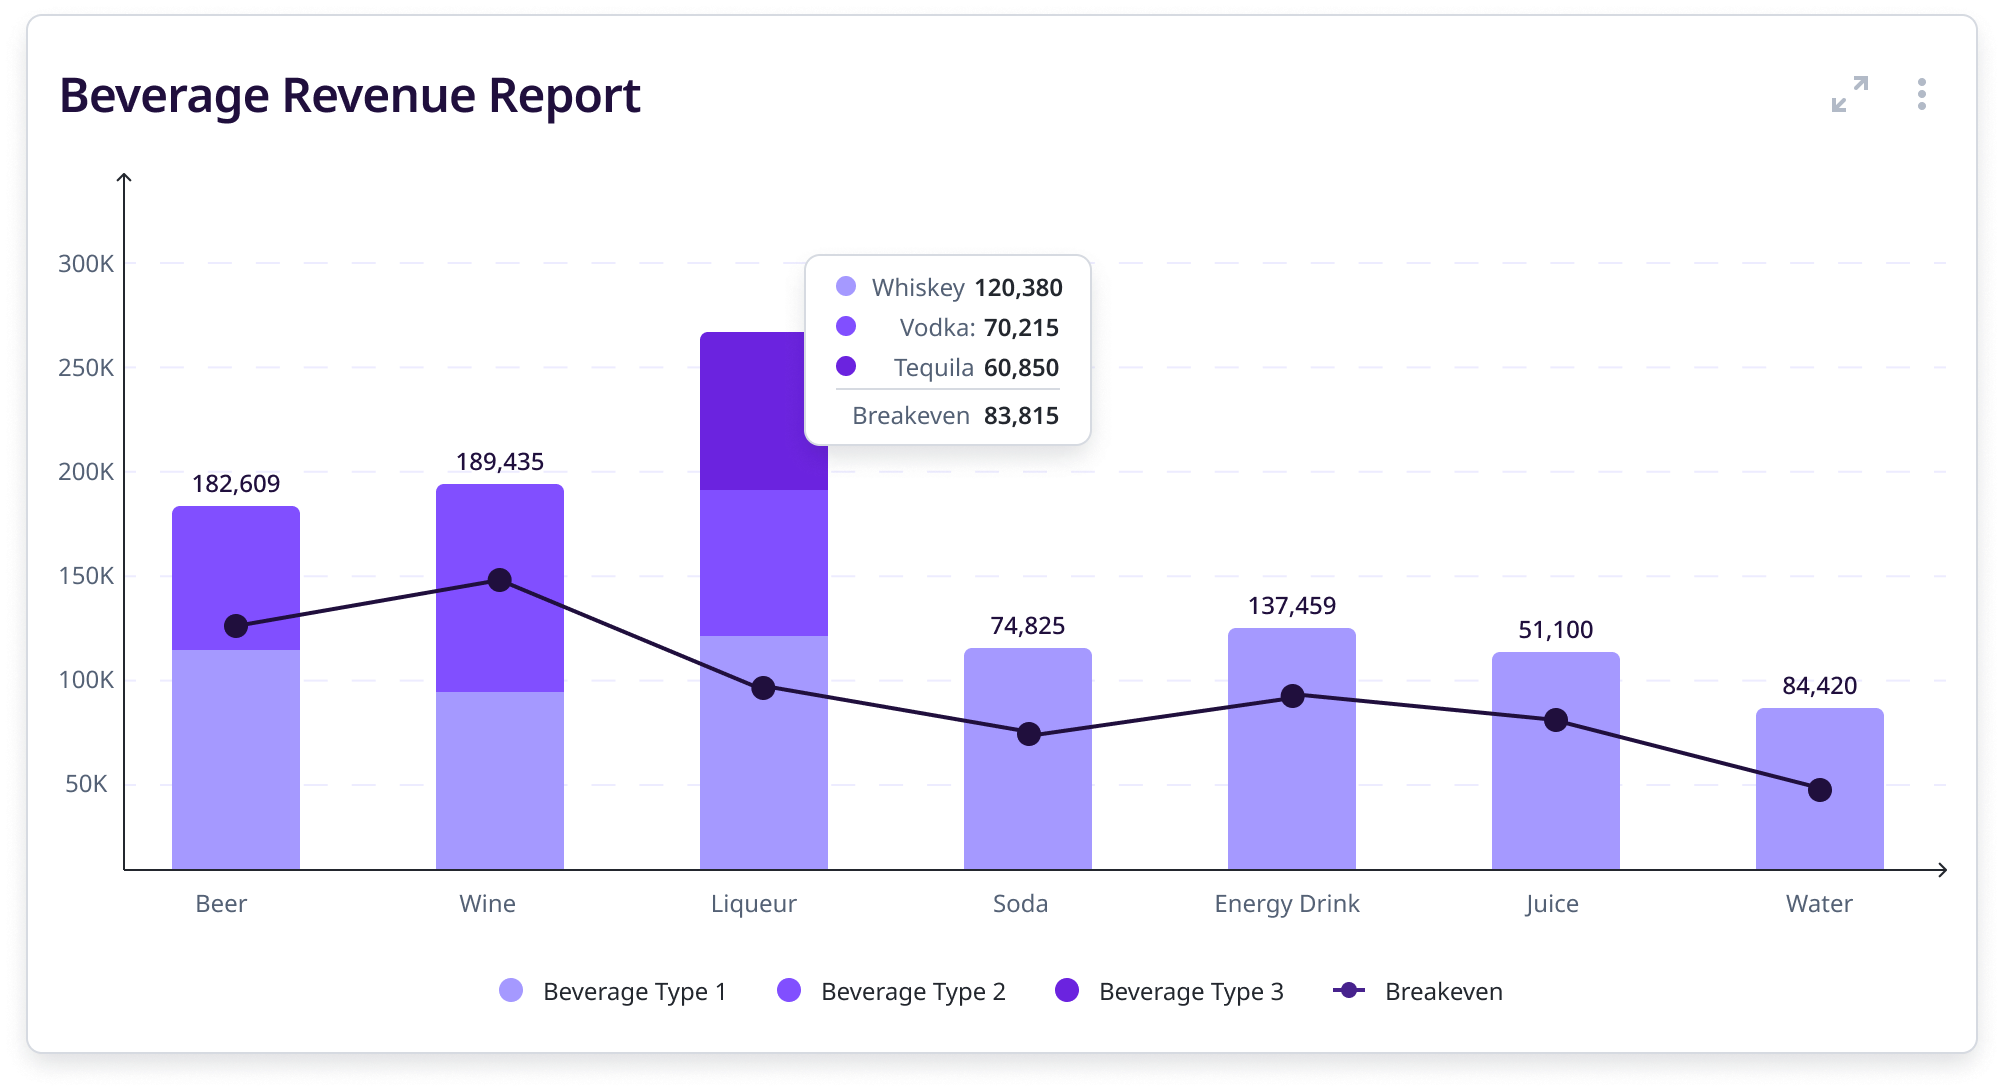 Beverage Revenue Report
300K
250K
200K
150K
100K
50K
182,609
189,435
Whiskey 120,380
Vodka: 70,215
Tequila 60,850
Breakeven 83,815
74,825
137,459
51,100
84,420
Beer Wine Liqueur Soda Energy Drink Juice Water
Beverage Type 1 Beverage Type 2 Beverage Type 3 Breakeven